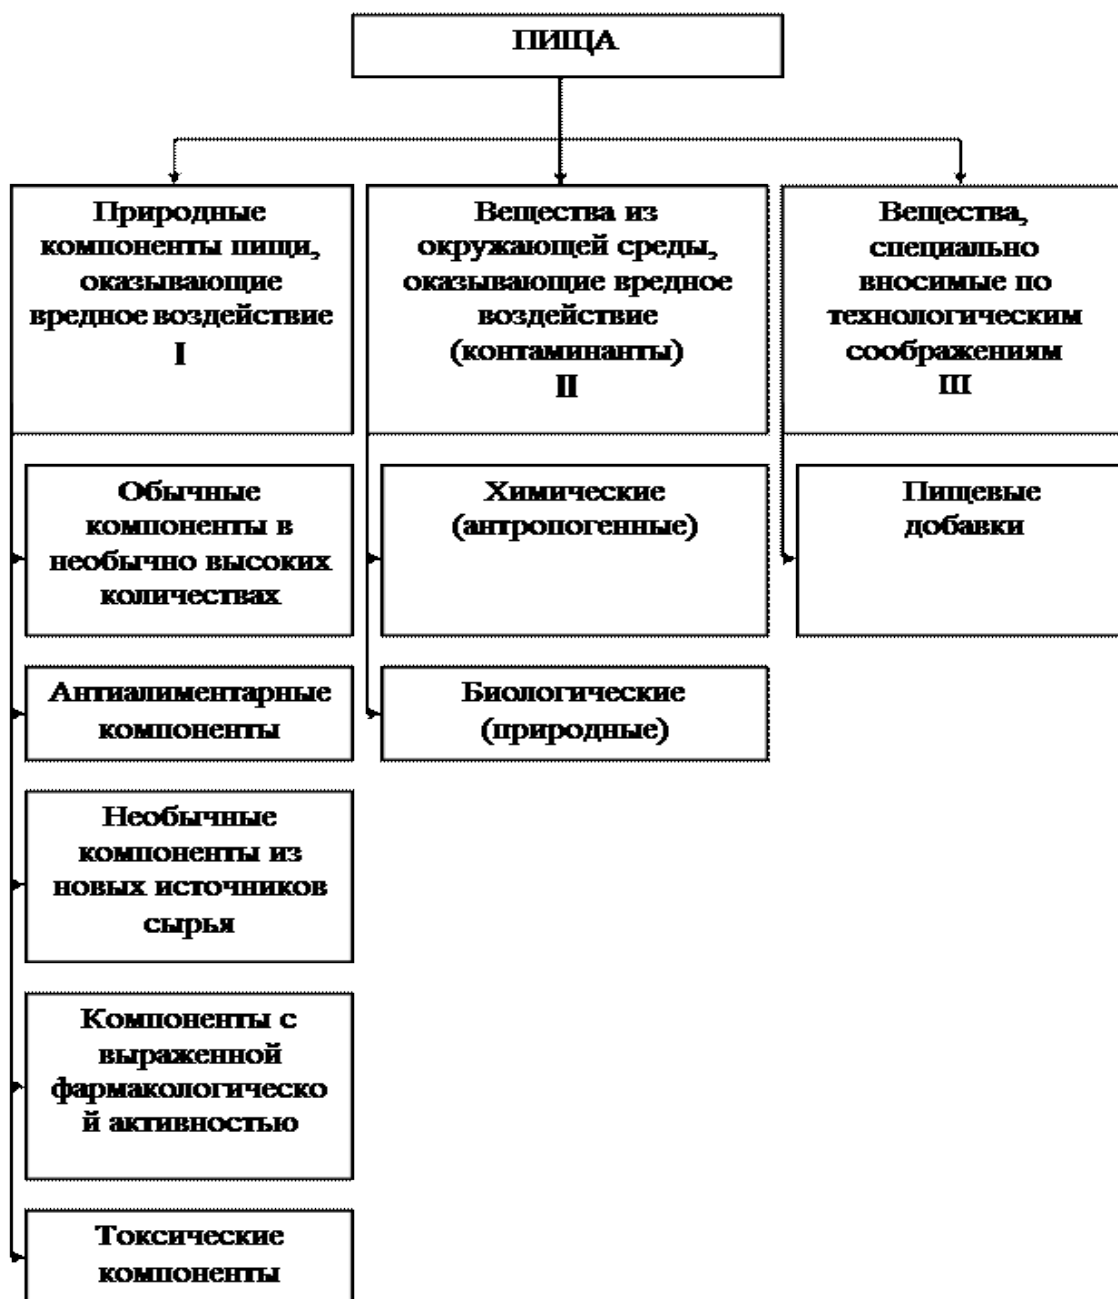 ПИЩА
Природные
компоненты пищи,
оказывающие
вредное воздействие
I
Вещества из
окружающей среды,
оказывающие вредное
воздействие
(контаминанты)
II
Вещества,
специально
вносимые по
технологическим
соображениям
III
Обычные
компоненты в
необычно высоких
количествах
Химические
(антропогенные)
Пищевые
добавки
Антиалиментарные
компоненты
Биологические
(природные)
Необычные
компоненты из
новых источников
сырья
Компоненты с
выраженной
фармакологическо
й активностью
Токсические
компоненты